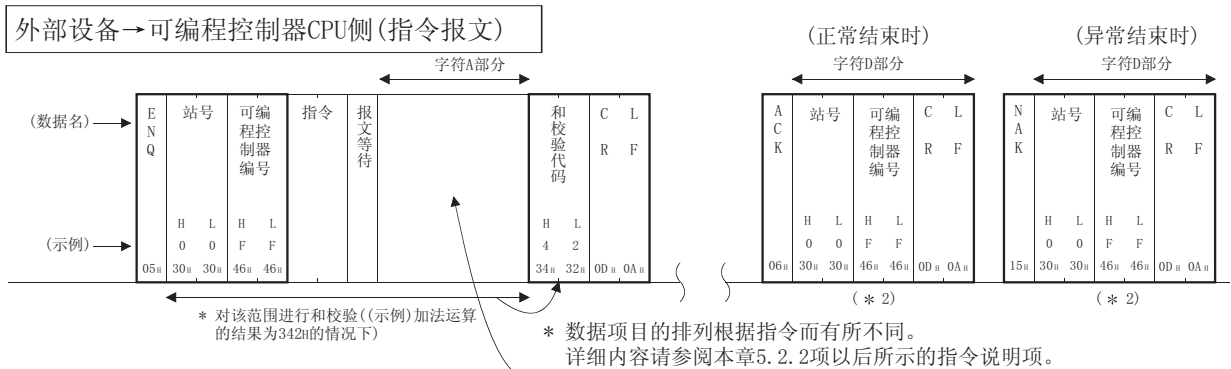 外部设备→可编程控制器CPU侧(指令报文)
(正常结束时)
(异常结束时)
字符A部分
字符D部分
字符D部分
(数据名)
ENQ
站号
可编程控制器编号
指令
报文等待
和校验代码
CR
LF
ACK
站号
可编程控制器编号
CR
LF
NAK
站号
可编程控制器编号
CR
LF
(示例)
H L H L H L H L H L H L H L
0 0 F F 4 2 0 0 F F 0 0 F F
05H 30H 30H 46H 46H 34H 32H 0DH 0AH 06H 30H 30H 46H 46H 0DH 0AH 15H 30H 30H 46H 46H 0DH 0AH
(*2)
(*2)
* 对该范围进行和校验((示例)加法运算
的结果为342H的情况下)
* 数据项目的排列根据指令而有所不同。
详细内容请参阅本章5.2.2项以后所示的指令说明项。